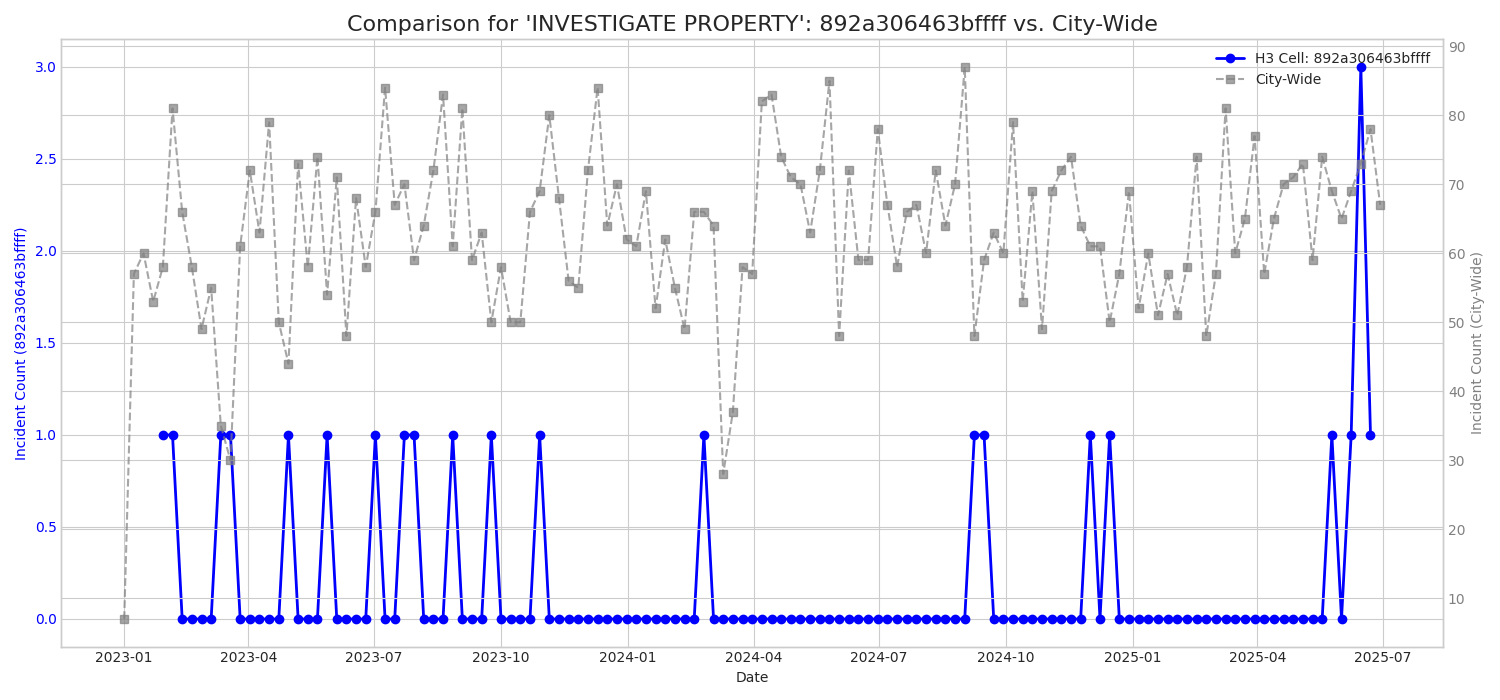 Comparison for 'INVESTIGATE PROPERTY': 892a306463bffff vs. City-Wide
H3 Cell: 892a306463bffff
City-Wide
Incident Count (892a306463bffff)
3.0
2.5
2.0
1.5
1.0
0.5
0.0
90
80
70
60
50
40
30
20
10
Incident Count (City-Wide)
2023-01 2023-04 2023-07 2023-10 2024-01 2024-04 2024-07 2024-10 2025-01 2025-04 2025-07
Date